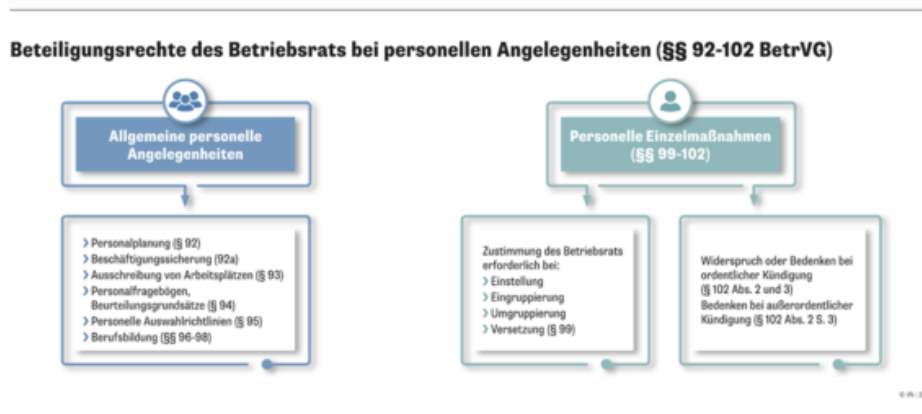 Beteiligungsrechte des Betriebsrats bei personellen Angelegenheiten (§§ 92-102 BetrVG)
Allgemeine personelle
Angelegenheiten
❯ Personalplanung (§ 92)
❯ Beschäftigungssicherung (92a)
❯ Ausschreibung von Arbeitsplätzen (§ 93)
❯ Personalfragebögen,
Beurteilungsgrundsätze (§ 94)
❯ Personelle Auswahlrichtlinien (§ 95)
❯ Berufsbildung (§§ 96-98)
Personelle Einzelmaßnahmen
(§§ 99-102)
Zustimmung des Betriebsrats
erforderlich bei:
❯ Einstellung
❯ Eingruppierung
❯ Umgruppierung
❯ Versetzung (§ 99)
Widerspruch oder Bedenken bei
ordentlicher Kündigung
(§ 102 Abs. 2 und 3)
Bedenken bei außerordentlicher
Kündigung (§ 102 Abs. 2 S. 3)